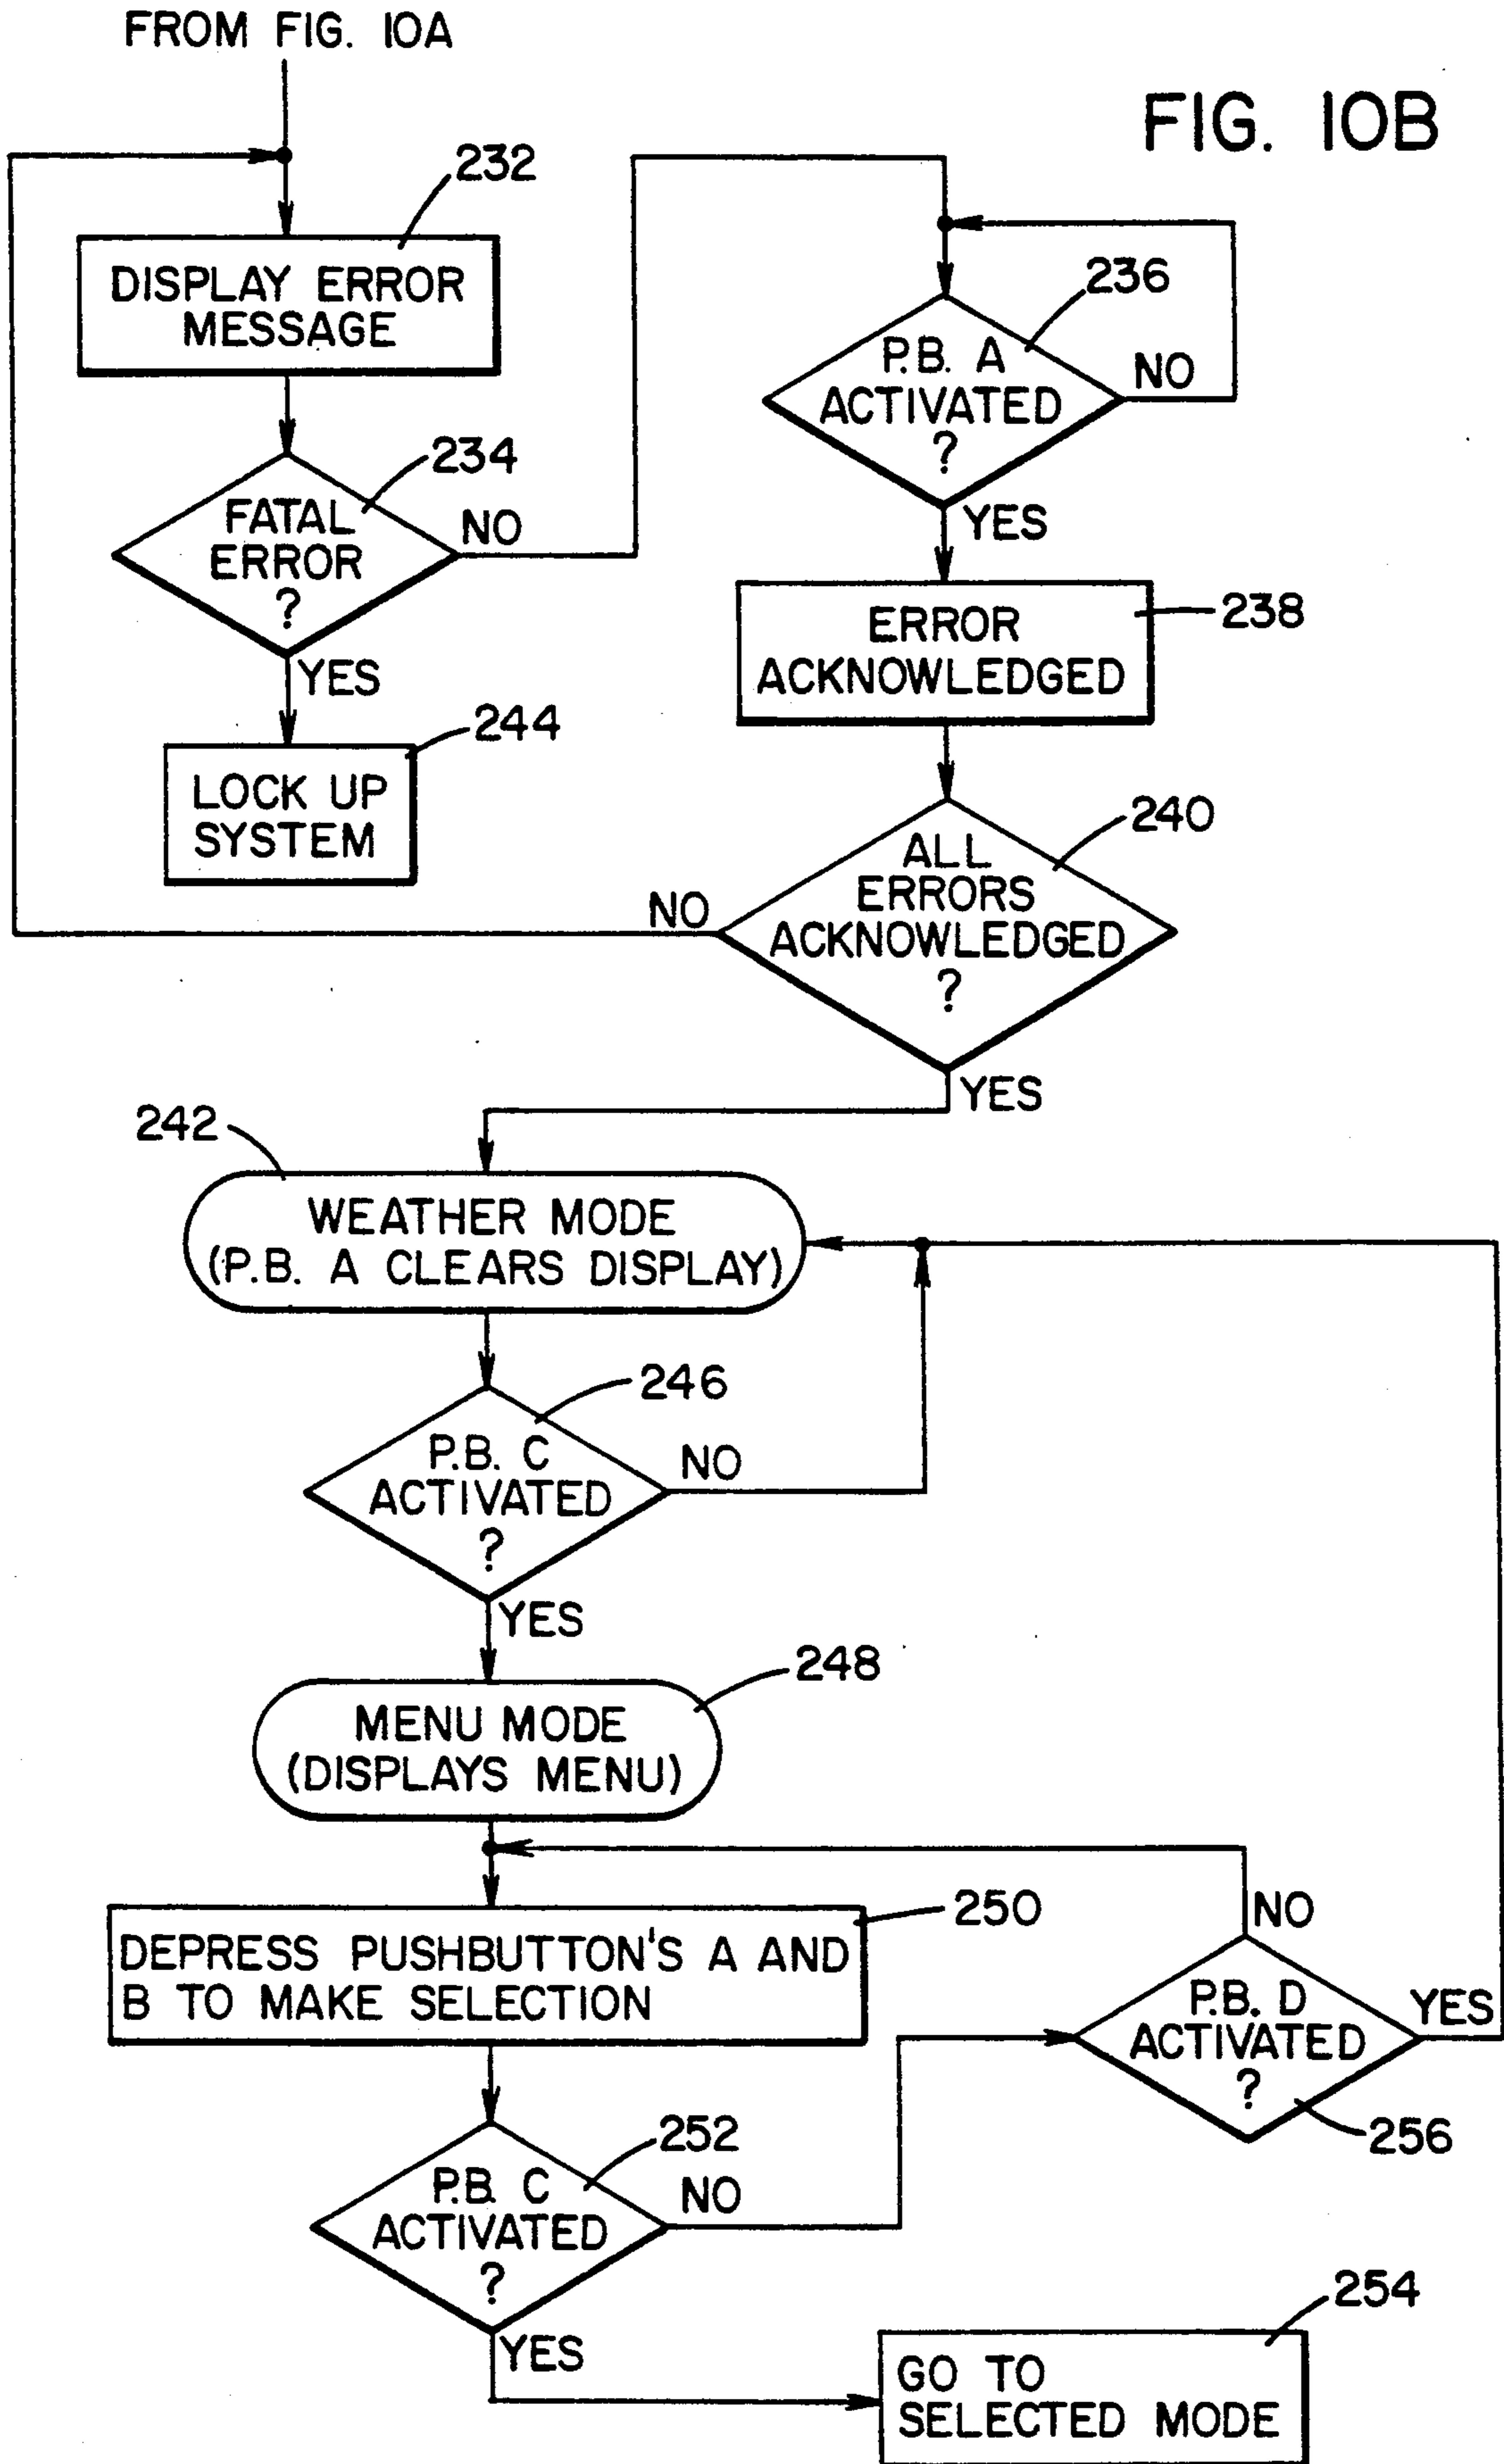 FROM FIG. 10A
FIG. 10B
232
DISPLAY ERROR
MESSAGE
234
FATAL
ERROR
?
NO
YES
244
LOCK UP
SYSTEM
236
P.B. A
ACTIVATED
?
NO
YES
238
ERROR
ACKNOWLEDGED
240
ALL
ERRORS
ACKNOWLEDGED
?
NO
YES
242
WEATHER MODE
(P.B. A CLEARS DISPLAY)
246
P.B. C
ACTIVATED
?
NO
YES
248
MENU MODE
(DISPLAYS MENU)
250
DEPRESS PUSHBUTTON'S A AND
B TO MAKE SELECTION
252
P.B. C
ACTIVATED
?
NO
YES
P.B. D
ACTIVATED
?
NO
YES
256
254
GO TO
SELECTED MODE